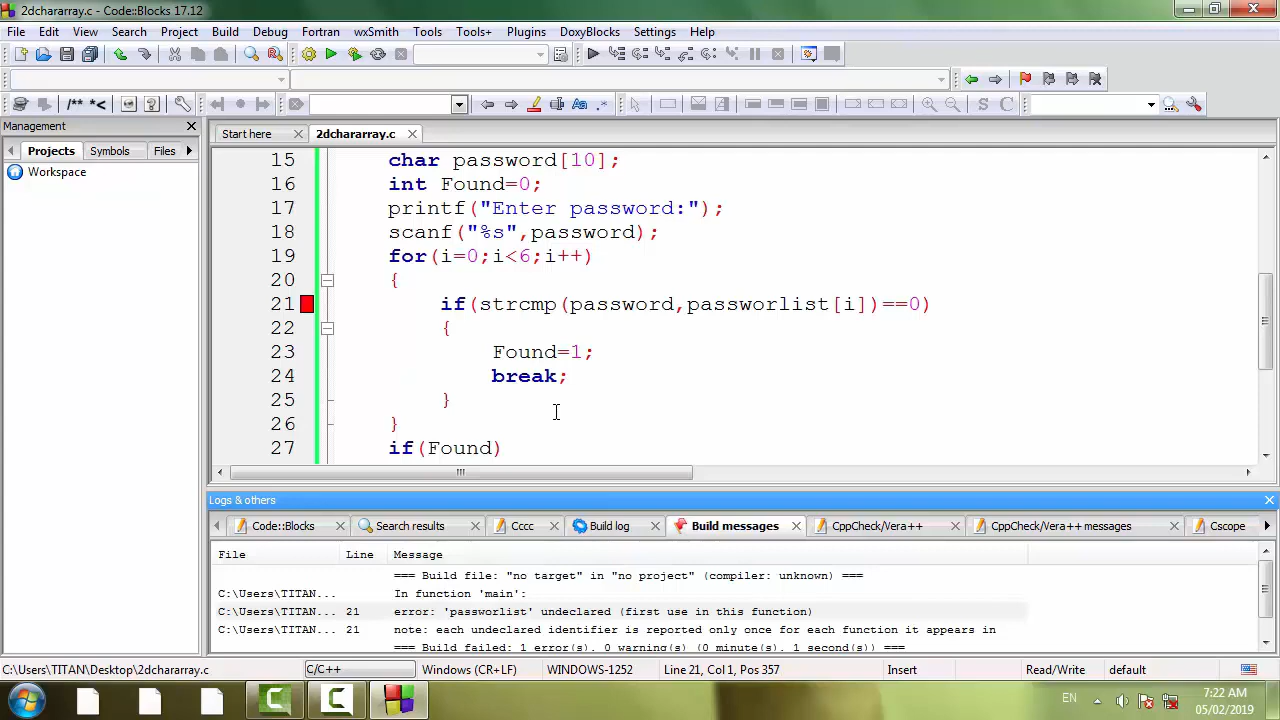 2dchararray.c - Code::Blocks 17.12
File Edit View Search Project Build Debug Fortran wxSmith Tools Tools+ Plugins DoxyBlocks Settings Help
/** *<
Management
Projects Symbols Files
Workspace
Start here 2dchararray.c
15 char password[10];
16 int Found=0;
17 printf("Enter password:");
18 scanf("%s",password);
19 for(i=0;i<6;i++)
20 {
21 if(strcmp(password,passworlist[i])==0)
22 {
23 Found=1;
24 break;
25 }
26 }
27 if(Found)
Logs & others
Code::Blocks Search results Cccc Build log Build messages CppCheck/Vera++ CppCheck/Vera++ messages Cscope
File Line Message
=== Build file: "no target" in "no project" (compiler: unknown) ===
C:\Users\TITAN... In function 'main':
C:\Users\TITAN... 21 error: 'passworlist' undeclared (first use in this function)
C:\Users\TITAN... 21 note: each undeclared identifier is reported only once for each function it appears in
=== Build failed: 1 error(s), 0 warning(s) (0 minute(s), 1 second(s)) ===
C:\Users\TITAN\Desktop\2dchararray.c C/C++ Windows (CR+LF) WINDOWS-1252 Line 21, Col 1, Pos 357 Insert Read/Write default
EN 7:22 AM
05/02/2019